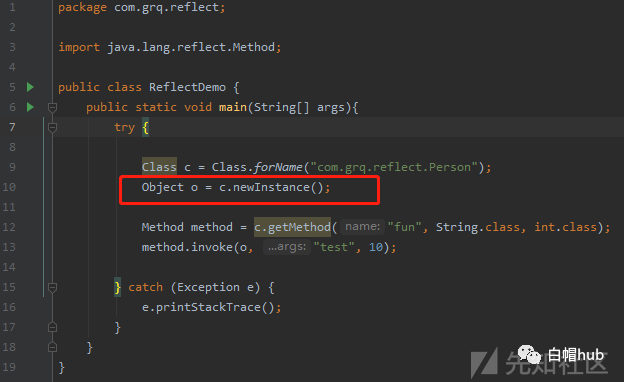 1 package com.grq.reflect;
2
3 import java.lang.reflect.Method;
4
5 public class ReflectDemo {
6 public static void main(String[] args){
7 try {
8
9 Class c = Class.forName("com.grq.reflect.Person");
10 Object o = c.newInstance();
11
12 Method method = c.getMethod( name: "fun", String.class, int.class);
13 method.invoke(o, ...args: "test", 10);
14
15 } catch (Exception e) {
16 e.printStackTrace();
17 }
18 }
19 }
白帽hub
先知社区